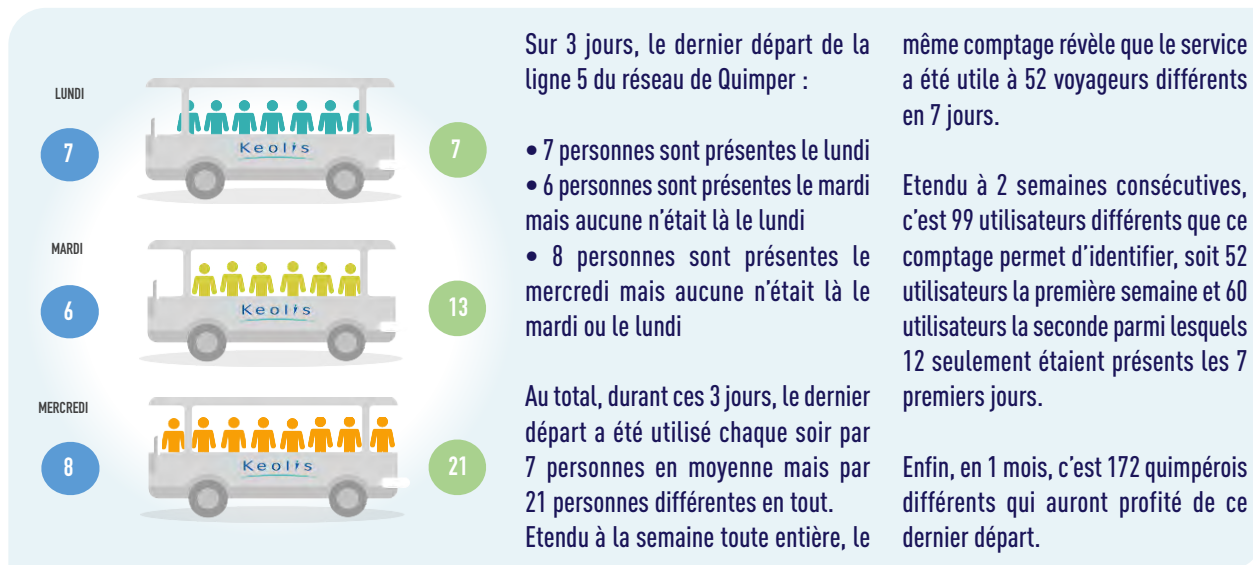 LUNDI
7
Keolis
7
MARDI
6
Keolis
13
MERCREDI
8
Keolis
21
Sur 3 jours, le dernier départ de la
ligne 5 du réseau de Quimper :
• 7 personnes sont présentes le lundi
• 6 personnes sont présentes le mardi
mais aucune n’était là le lundi
• 8 personnes sont présentes le
mercredi mais aucune n’était là le
mardi ou le lundi
Au total, durant ces 3 jours, le dernier
départ a été utilisé chaque soir par
7 personnes en moyenne mais par
21 personnes différentes en tout.
Etendu à la semaine toute entière, le
même comptage révèle que le service
a été utile à 52 voyageurs différents
en 7 jours.
Etendu à 2 semaines consécutives,
c’est 99 utilisateurs différents que ce
comptage permet d’identifier, soit 52
utilisateurs la première semaine et 60
utilisateurs la seconde parmi lesquels
12 seulement étaient présents les 7
premiers jours.
Enfin, en 1 mois, c’est 172 quimpérois
différents qui auront profité de ce
dernier départ.